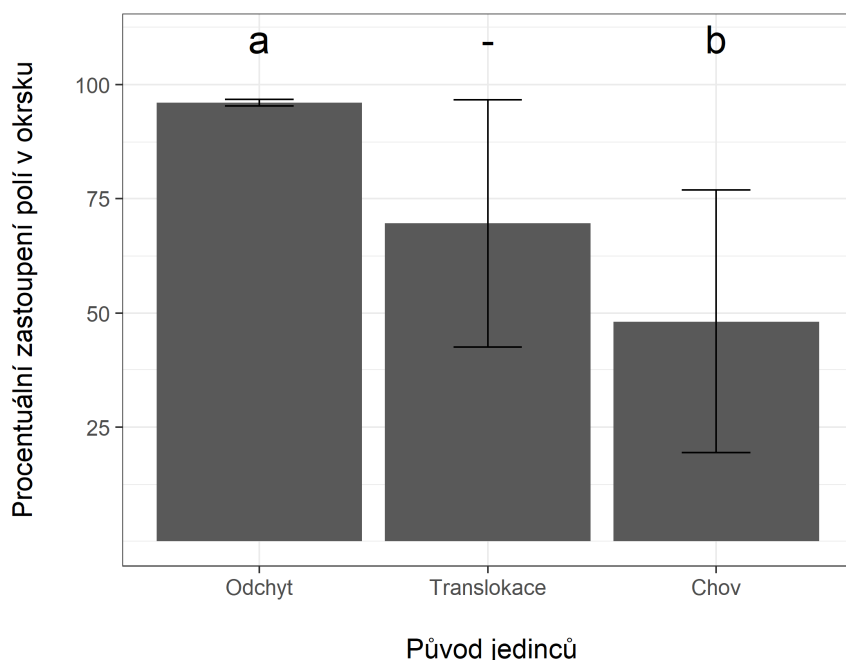 a - b
Procentuální zastoupení polí v okrsku
100
75
50
25
Odchyt Translokace Chov
Původ jedinců